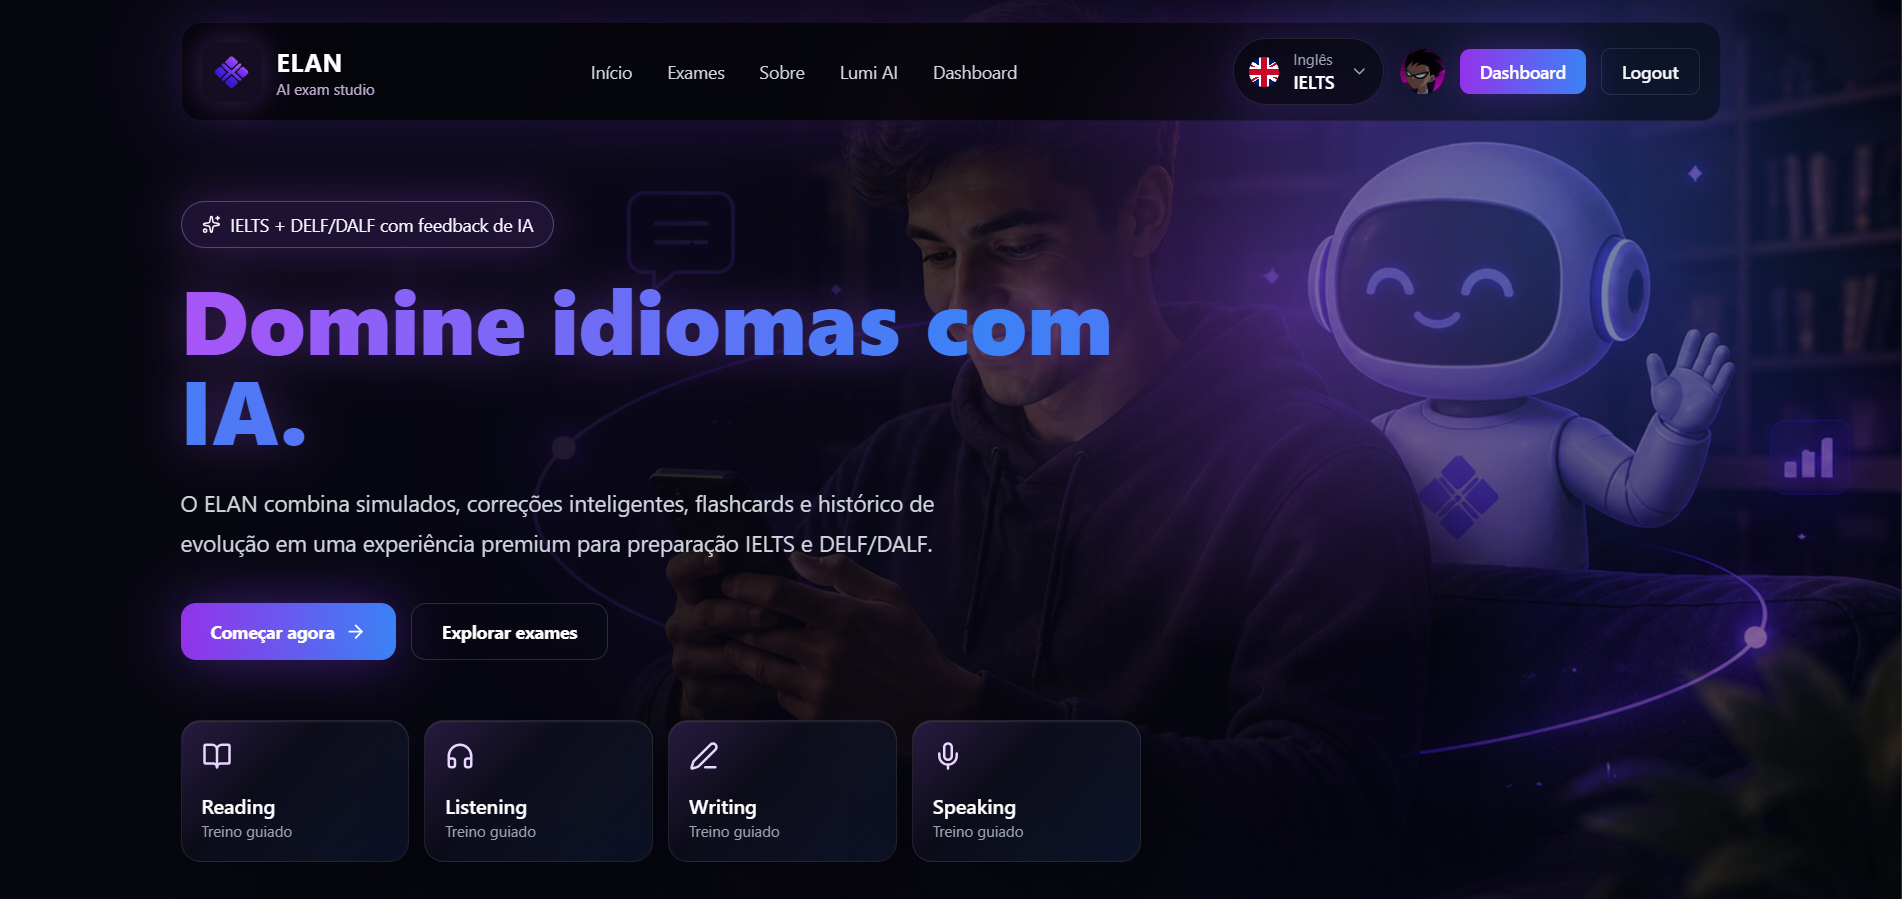 ELAN
AI exam studio
Início
Exames
Sobre
Lumi AI
Dashboard
Inglês
IELTS
Dashboard
Logout
IELTS + DELF/DALF com feedback de IA
Domine idiomas com
IA.
O ELAN combina simulados, correções inteligentes, flashcards e histórico de
evolução em uma experiência premium para preparação IELTS e DELF/DALF.
Começar agora
Explorar exames
Reading
Treino guiado
Listening
Treino guiado
Writing
Treino guiado
Speaking
Treino guiado